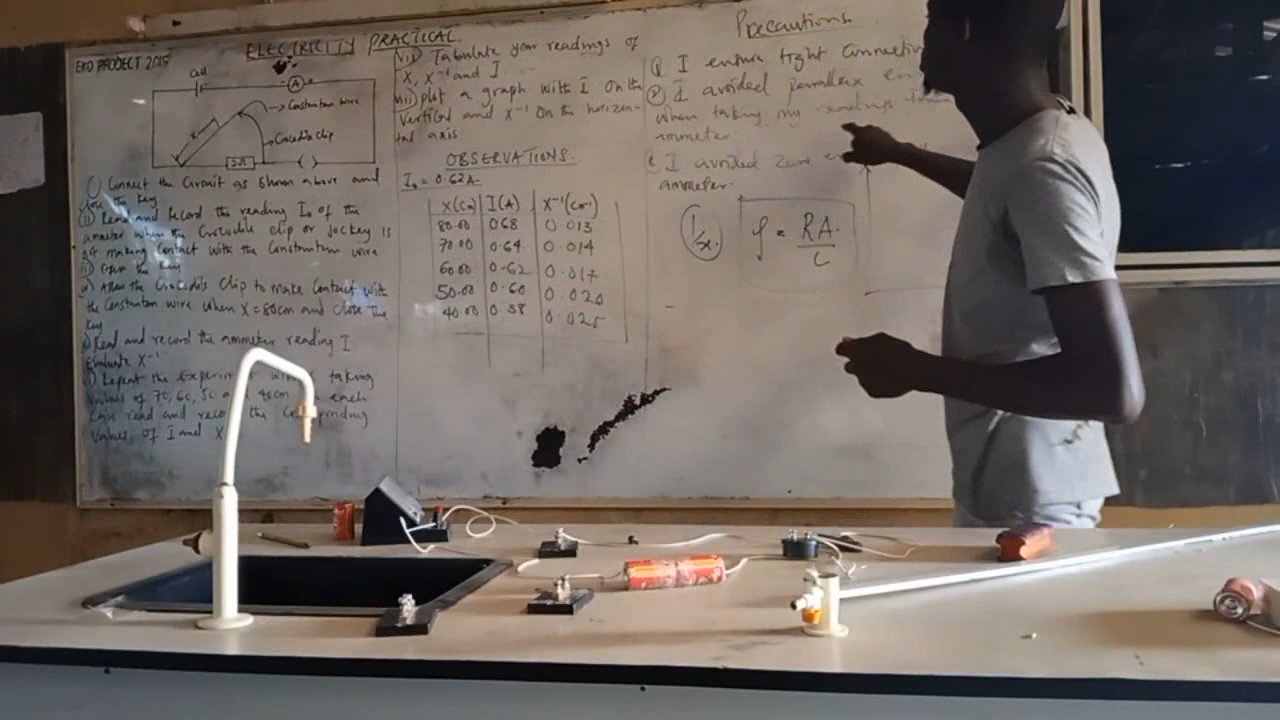 EKO PROJECT
ELECTRICITY PRACTICAL
Cell
A
Constantan wire
Crocodile clip
2Ω
( )
(i) Connect the Circuit as shown above and
close the key
(ii) Read and Record the reading I₀ of the
ammeter when the Crocodile clip or jockey is
not making Contact with the Constantan wire
iii) Open the key
iv) Allow the Crocodile Clip to make Contact with
the Constantan wire when X = 80cm and close the
key
v) Read and record the ammeter reading I
evaluate X⁻¹
vi) Repeat the experiment taking
values of 70, 60, 50 and 40cm each
case read and record the Corresponding
values of I and X
vii) Tabulate your readings of
X, X⁻¹ and I
viii) plot a graph with I on the
vertical and X⁻¹ on the horizon-
tal axis
OBSERVATIONS
I₀ = 0.62A
X(cm) I(A) X⁻¹(cm⁻¹)
80.00 0.68 0.013
70.00 0.64 0.014
60.00 0.62 0.017
50.00 0.60 0.020
40.00 0.58 0.025
Precautions
I ensure tight Connection
I avoided parallax
when taking my readings
ammeter
I avoided Zero
ammeter
1/x
ρ = RA
L